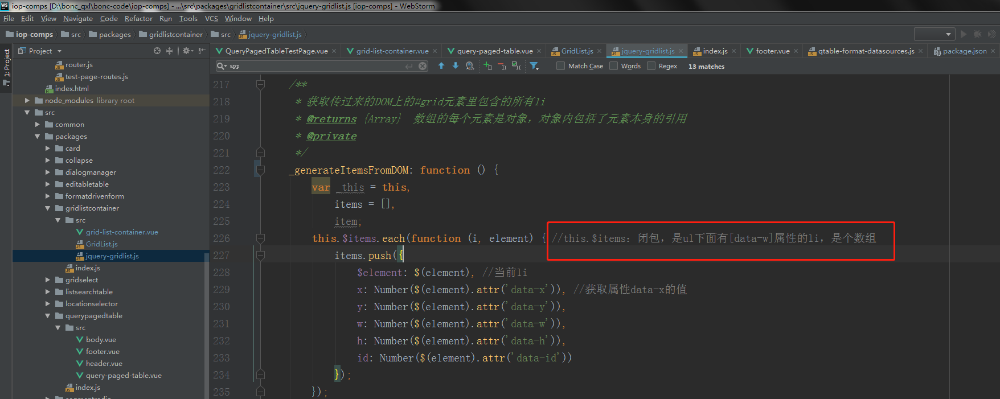 iop-comps [D:\bonc_qxl\bonc-code\iop-comps] - ...\src\packages\gridlistcontainer\src\jquery-gridlist.js [iop-comps] - WebStorm
File Edit View Navigate Code Refactor Run Tools VCS Window Help
iop-comps src packages gridlistcontainer src jquery-gridlist.js
1: Project
Project
QueryPagedTableTestPage.vue grid-list-container.vue query-paged-table.vue GridList.js jquery-gridlist.js index.js footer.vue qtable-format-datasources.js package.json
app Match Case Words Regex 13 matches
router.js
test-page-routes.js
index.html
node_modules library root
src
common
packages
card
collapse
dialogmanager
editabletable
formatdrivenform
gridlistcontainer
src
grid-list-container.vue
GridList.js
jquery-gridlist.js
index.js
gridselect
listsearchtable
locationselector
querypagedtable
src
body.vue
footer.vue
header.vue
query-paged-table.vue
index.js
217 /**
218 * 获取传过来的DOM上的#grid元素里包含的所有li
219 * @returns {Array} 数组的每个元素是对象，对象内包括了元素本身的引用
220 * @private
221 */
222 _generateItemsFromDOM: function () {
223 var _this = this,
224 items = [],
225 item;
226 this.$items.each(function (i, element) { //this.$items: 闭包，是ul下面有[data-w]属性的li，是个数组
227 items.push({
228 $element: $(element), //当前li
229 x: Number($(element).attr('data-x')), //获取属性data-x的值
230 y: Number($(element).attr('data-y')),
231 w: Number($(element).attr('data-w')),
232 h: Number($(element).attr('data-h')),
233 id: Number($(element).attr('data-id'))
234 });
235 });